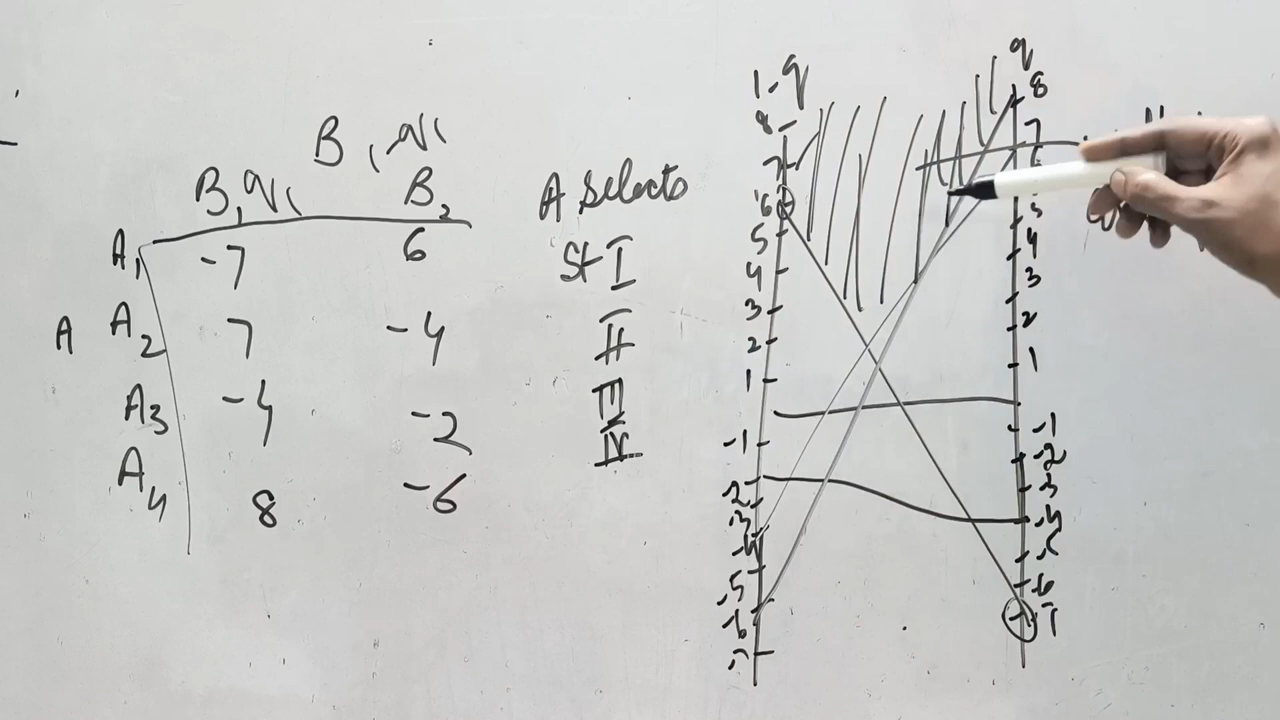 B
B₁ q₁ B₂
A₁ -7 6
A A₂ 7 -4
A₃ -4 -2
A₄ 8 -6
A Selects
St I
II
III
IV
1-q
8
7
6
5
4
3
2
1
-1
-2
-3
-4
-5
-6
-7
q
8
7
5
4
3
2
1
-1
-2
-3
-4
-5
-6
-7